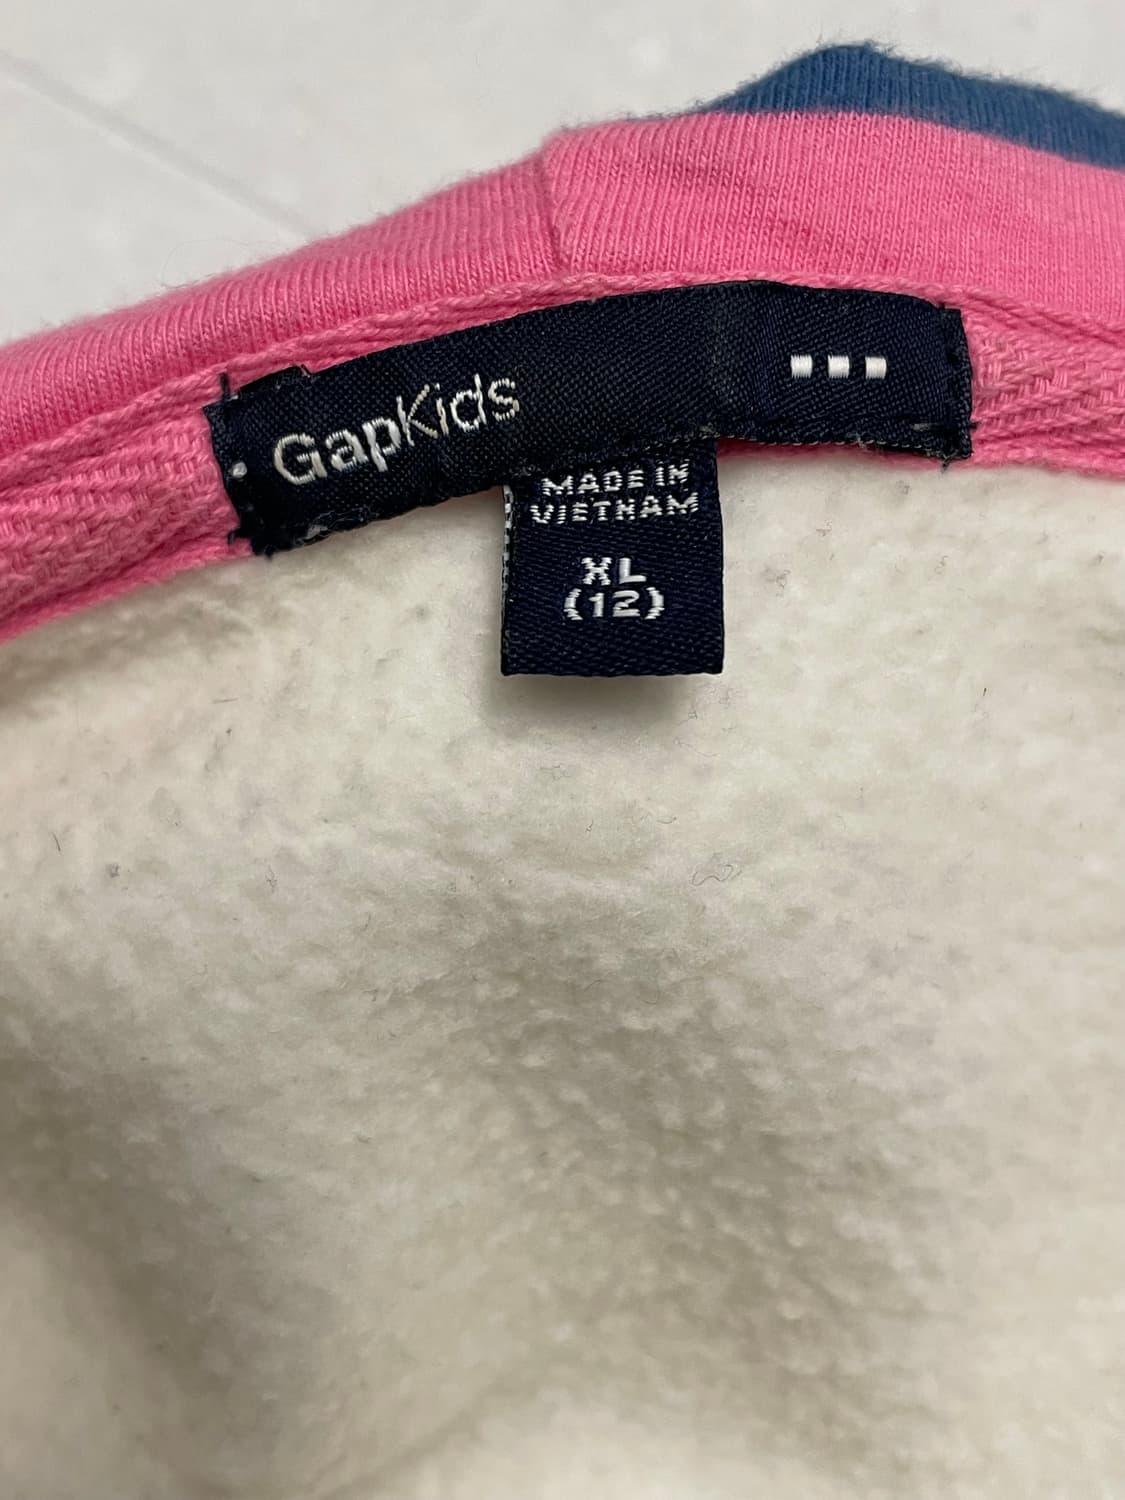 GapKids
MADE IN
VIETNAM
XL
(12)